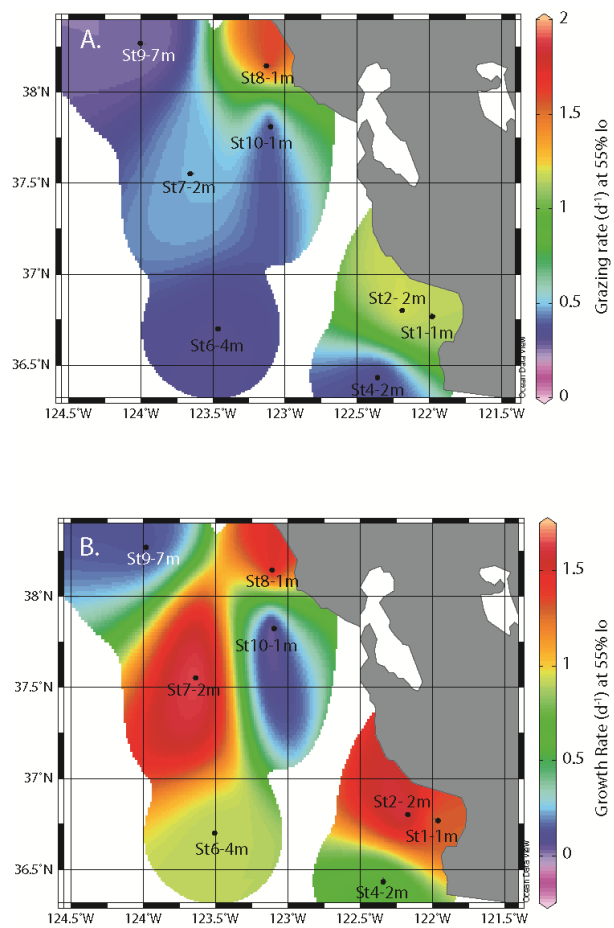 A.
St9-7m
St8-1m
St10-1m
St7-2m
St2- 2m
St1-1m
St6-4m
St4-2m
38°N
37.5°N
37°N
36.5°N
124.5°W 124°W 123.5°W 123°W 122.5°W 122°W 121.5°W
Ocean Data View
2
1.5
1
0.5
0
Grazing rate (d-1) at 55% Io
B.
St9-7m
St8-1m
St10-1m
St7-2m
St2- 2m
St1-1m
St6-4m
St4-2m
38°N
37.5°N
37°N
36.5°N
124.5°W 124°W 123.5°W 123°W 122.5°W 122°W 121.5°W
Ocean Data View
1.5
1
0.5
0
Growth Rate (d-1) at 55% Io